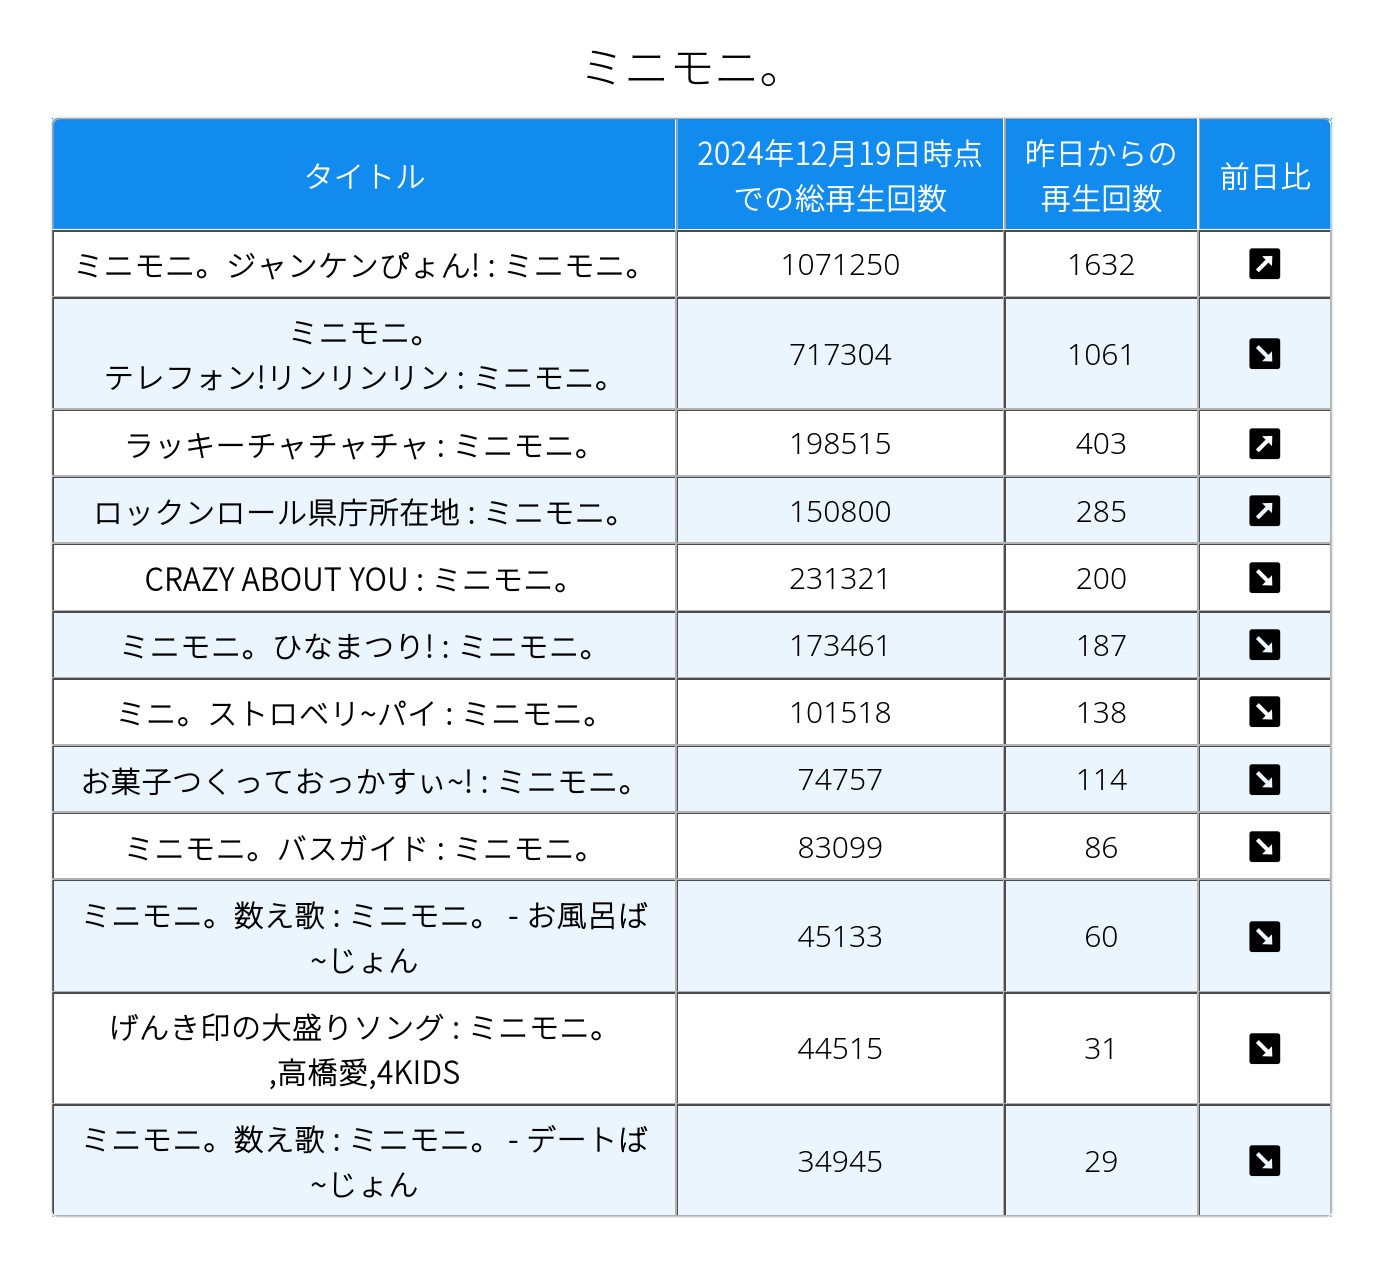 ミニモニ。
タイトル
2024年12月19日時点
での総再生回数
昨日からの
再生回数
前日比
ミニモニ。ジャンケンぴょん! : ミニモニ。
1071250
1632
ミニモニ。
テレフォン!リンリンリン : ミニモニ。
717304
1061
ラッキーチャチャチャ : ミニモニ。
198515
403
ロックンロール県庁所在地 : ミニモニ。
150800
285
CRAZY ABOUT YOU : ミニモニ。
231321
200
ミニモニ。ひなまつり! : ミニモニ。
173461
187
ミニ。ストロベリ~パイ : ミニモニ。
101518
138
お菓子つくっておっかすぃ~! : ミニモニ。
74757
114
ミニモニ。バスガイド : ミニモニ。
83099
86
ミニモニ。数え歌 : ミニモニ。 - お風呂ば
~じょん
45133
60
げんき印の大盛りソング : ミニモニ。
,高橋愛,4KIDS
44515
31
ミニモニ。数え歌 : ミニモニ。 - デートば
~じょん
34945
29